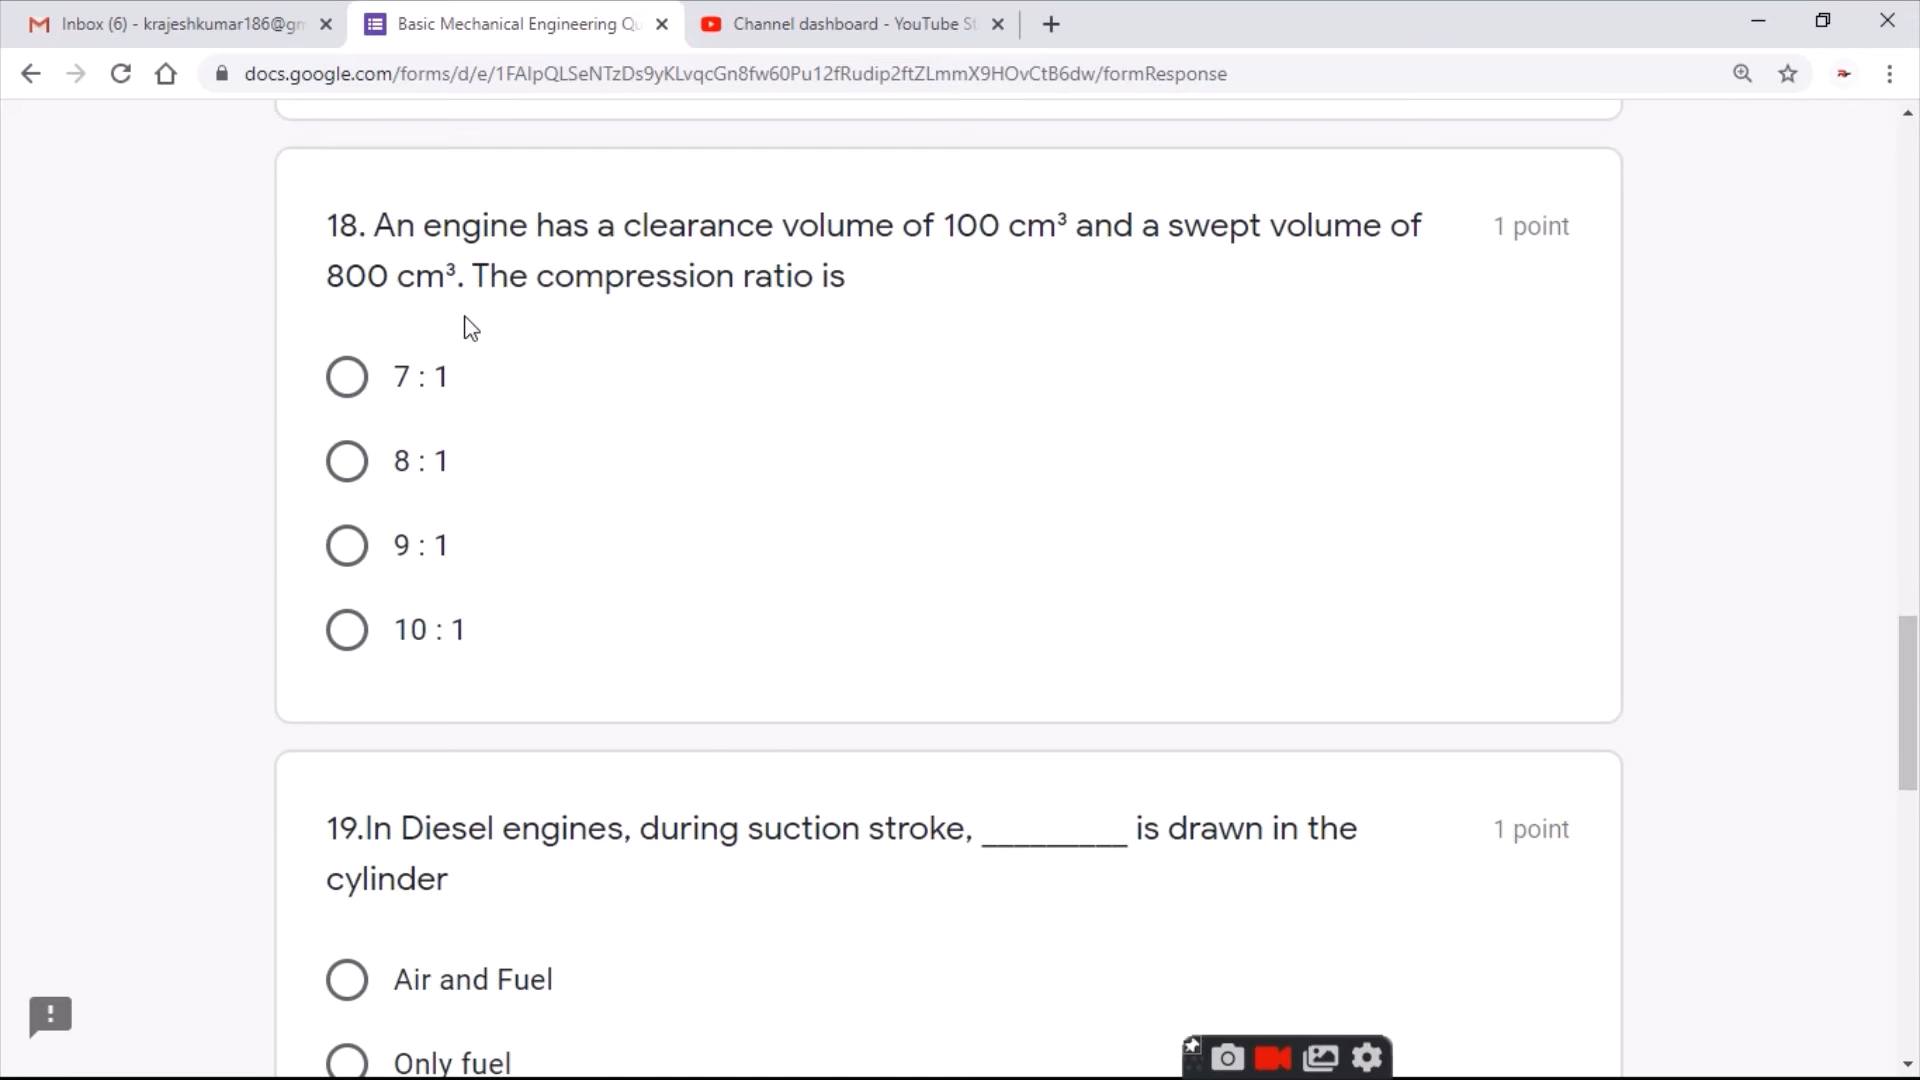 Inbox (6) - krajeshkumar186@gm
Basic Mechanical Engineering Qu
Channel dashboard - YouTube St
docs.google.com/forms/d/e/1FAIpQLSeNTzDs9yKLvqcGn8fw60Pu12fRudip2ftZLmmX9HOvCtB6dw/formResponse
18. An engine has a clearance volume of 100 cm³ and a swept volume of
1 point
800 cm³. The compression ratio is
7 : 1
8 : 1
9 : 1
10 : 1
19.In Diesel engines, during suction stroke, _________ is drawn in the
1 point
cylinder
Air and Fuel
Only fuel